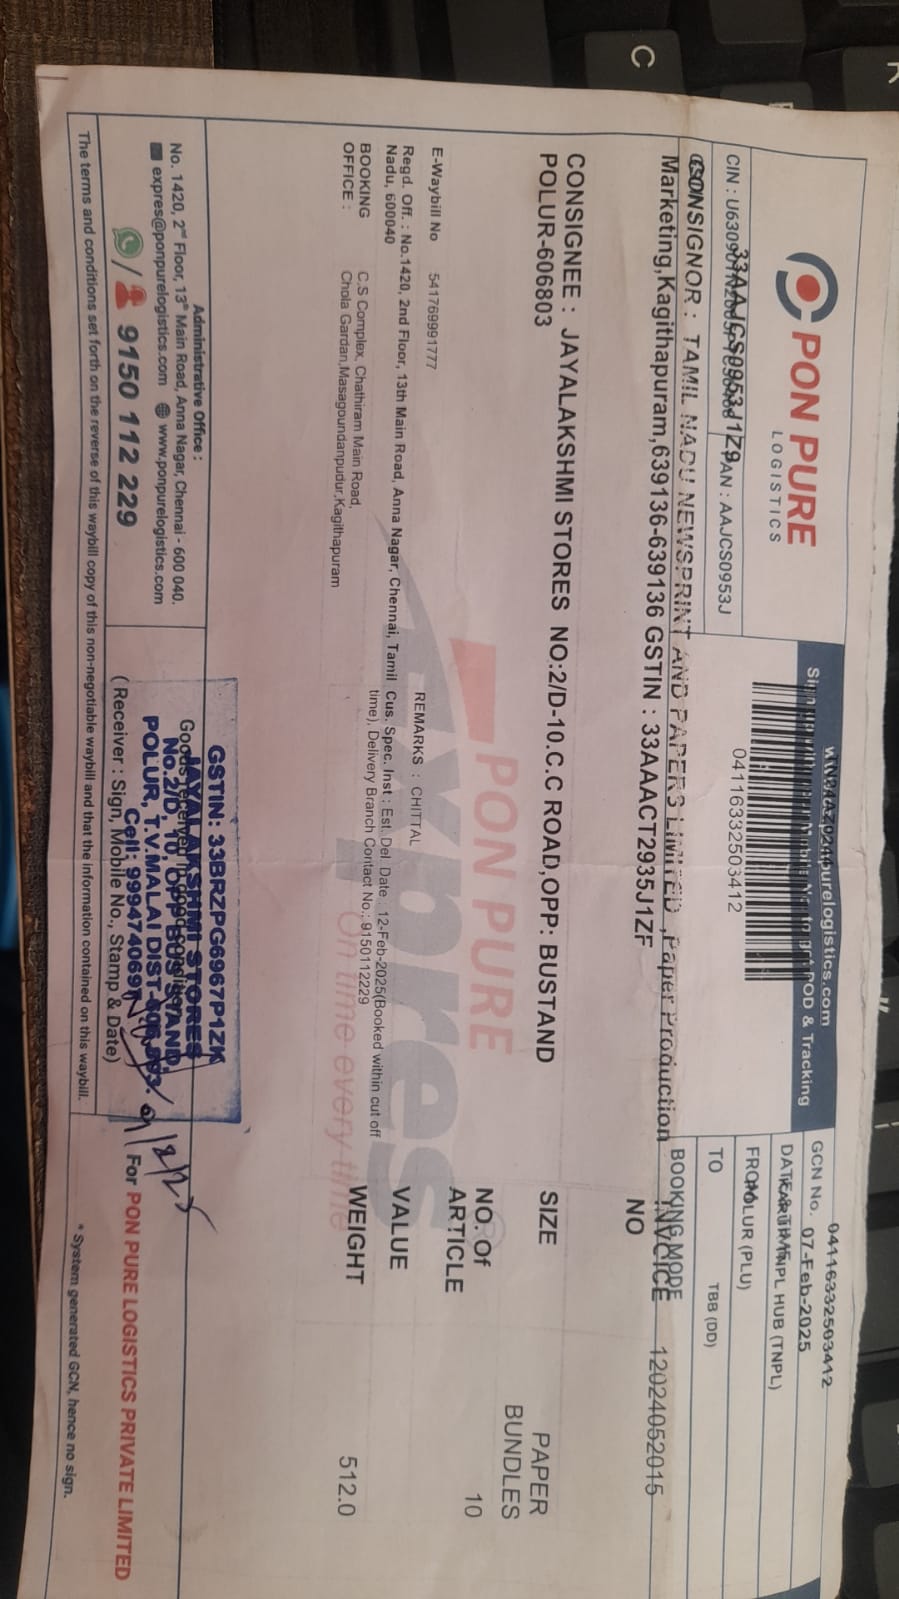 PON PURE
LOGISTICS
CIN :
33AAJCS0953J1Z9
PAN : AAJCS0953J
purelogistics.com
POD & Tracking
04116332503412
GCN No. 04116332503412
07-Feb-2025
KARUR TNPL HUB (TNPL)
FROM
POLUR (PLU)
TO
BOOKING MODE TBB (DD)
CONSIGNOR : TAMIL NADU NEWSPRINT AND PAPERS LIMITED ,Paper Production
Marketing,Kagithapuram,639136-639136 GSTIN : 33AAACT2935J1ZF
INVOICE NO 12024052015
CONSIGNEE : JAYALAKSHMI STORES NO:2/D-10.C.C ROAD,OPP: BUSTAND
POLUR-606803
SIZE PAPER BUNDLES
NO. Of ARTICLE 10
VALUE
WEIGHT 512.0
PON PURE
Expres
On time every time
E-Waybill No 541769991777
REMARKS : CHITTAL
Regd. Off. : No.1420, 2nd Floor, 13th Main Road, Anna Nagar, Chennai, Tamil
Nadu, 600040
Cus. Spec. Inst : Est. Del. Date : 12-Feb-2025(Booked within cut off
time), Delivery Branch Contact No.: 9150112229
BOOKING OFFICE : C.S Complex, Chathiram Main Road,
Chola Gardan,Masagoundanpudur,Kagithapuram
Administrative Office :
No. 1420, 2nd Floor, 13th Main Road, Anna Nagar, Chennai - 600 040.
expres@ponpurelogistics.com www.ponpurelogistics.com
/ 9150 112 229
GSTIN: 33BRZPG6967P1ZK
JAYALAKSHMI STORES
No.2/D, 10, OPP BUS STAND,
POLUR, T.V.MALAI DIST-606 803.
Cell: 9994740691
(Receiver : Sign, Mobile No., Stamp & Date)
For PON PURE LOGISTICS PRIVATE LIMITED
The terms and conditions set forth on the reverse of this waybill copy of this non-negotiable waybill and that the information contained on this waybill.
* System generated GCN, hence no sign.
C